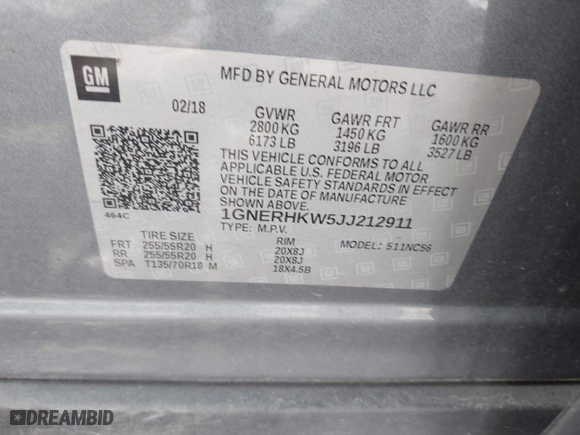 GM
MFD BY GENERAL MOTORS LLC
02/18
GVWR GAWR FRT GAWR RR
2800 KG 1450 KG 1600 KG
6173 LB 3196 LB 3527 LB
THIS VEHICLE CONFORMS TO ALL
APPLICABLE U.S. FEDERAL MOTOR
VEHICLE SAFETY STANDARDS IN EFFECT
ON THE DATE OF MANUFACTURE SHOWN ABOVE.
464C
1GNERHKW5JJ212911
TYPE: M.P.V. MODEL: 511NC56
TIRE SIZE RIM
FRT 255/55R20 H 20X8J
RR 255/55R20 H 20X8J
SPA T135/70R18 M 18X4.5B
DREAMBID